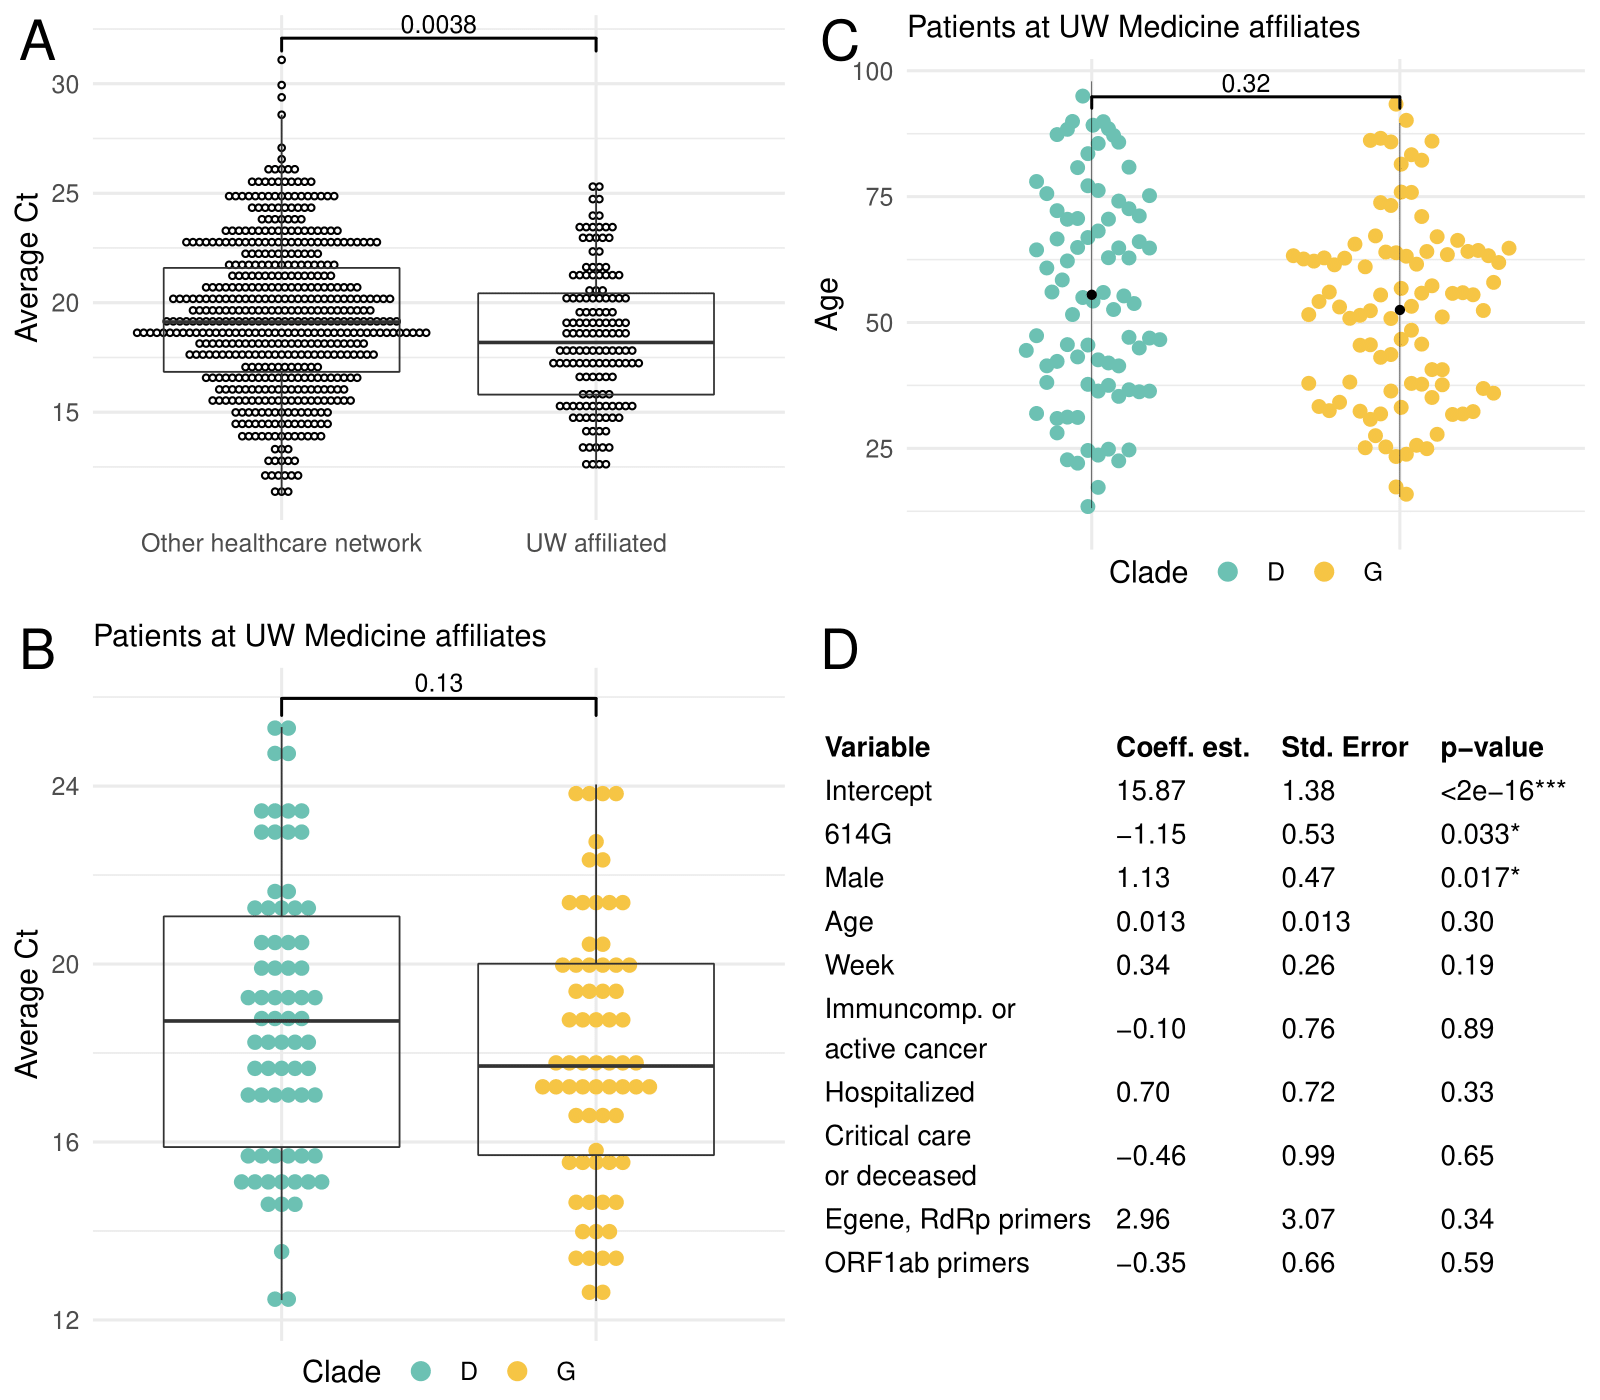 A
0.0038
30
25
20
15
Average Ct
Other healthcare network
UW affiliated
C
Patients at UW Medicine affiliates
0.32
100
75
50
25
Age
Clade D G
B
Patients at UW Medicine affiliates
0.13
24
20
16
12
Average Ct
Clade D G
D
Variable Coeff. est. Std. Error p−value
Intercept 15.87 1.38 <2e−16***
614G −1.15 0.53 0.033*
Male 1.13 0.47 0.017*
Age 0.013 0.013 0.30
Week 0.34 0.26 0.19
Immuncomp. or
active cancer −0.10 0.76 0.89
Hospitalized 0.70 0.72 0.33
Critical care
or deceased −0.46 0.99 0.65
Egene, RdRp primers 2.96 3.07 0.34
ORF1ab primers −0.35 0.66 0.59